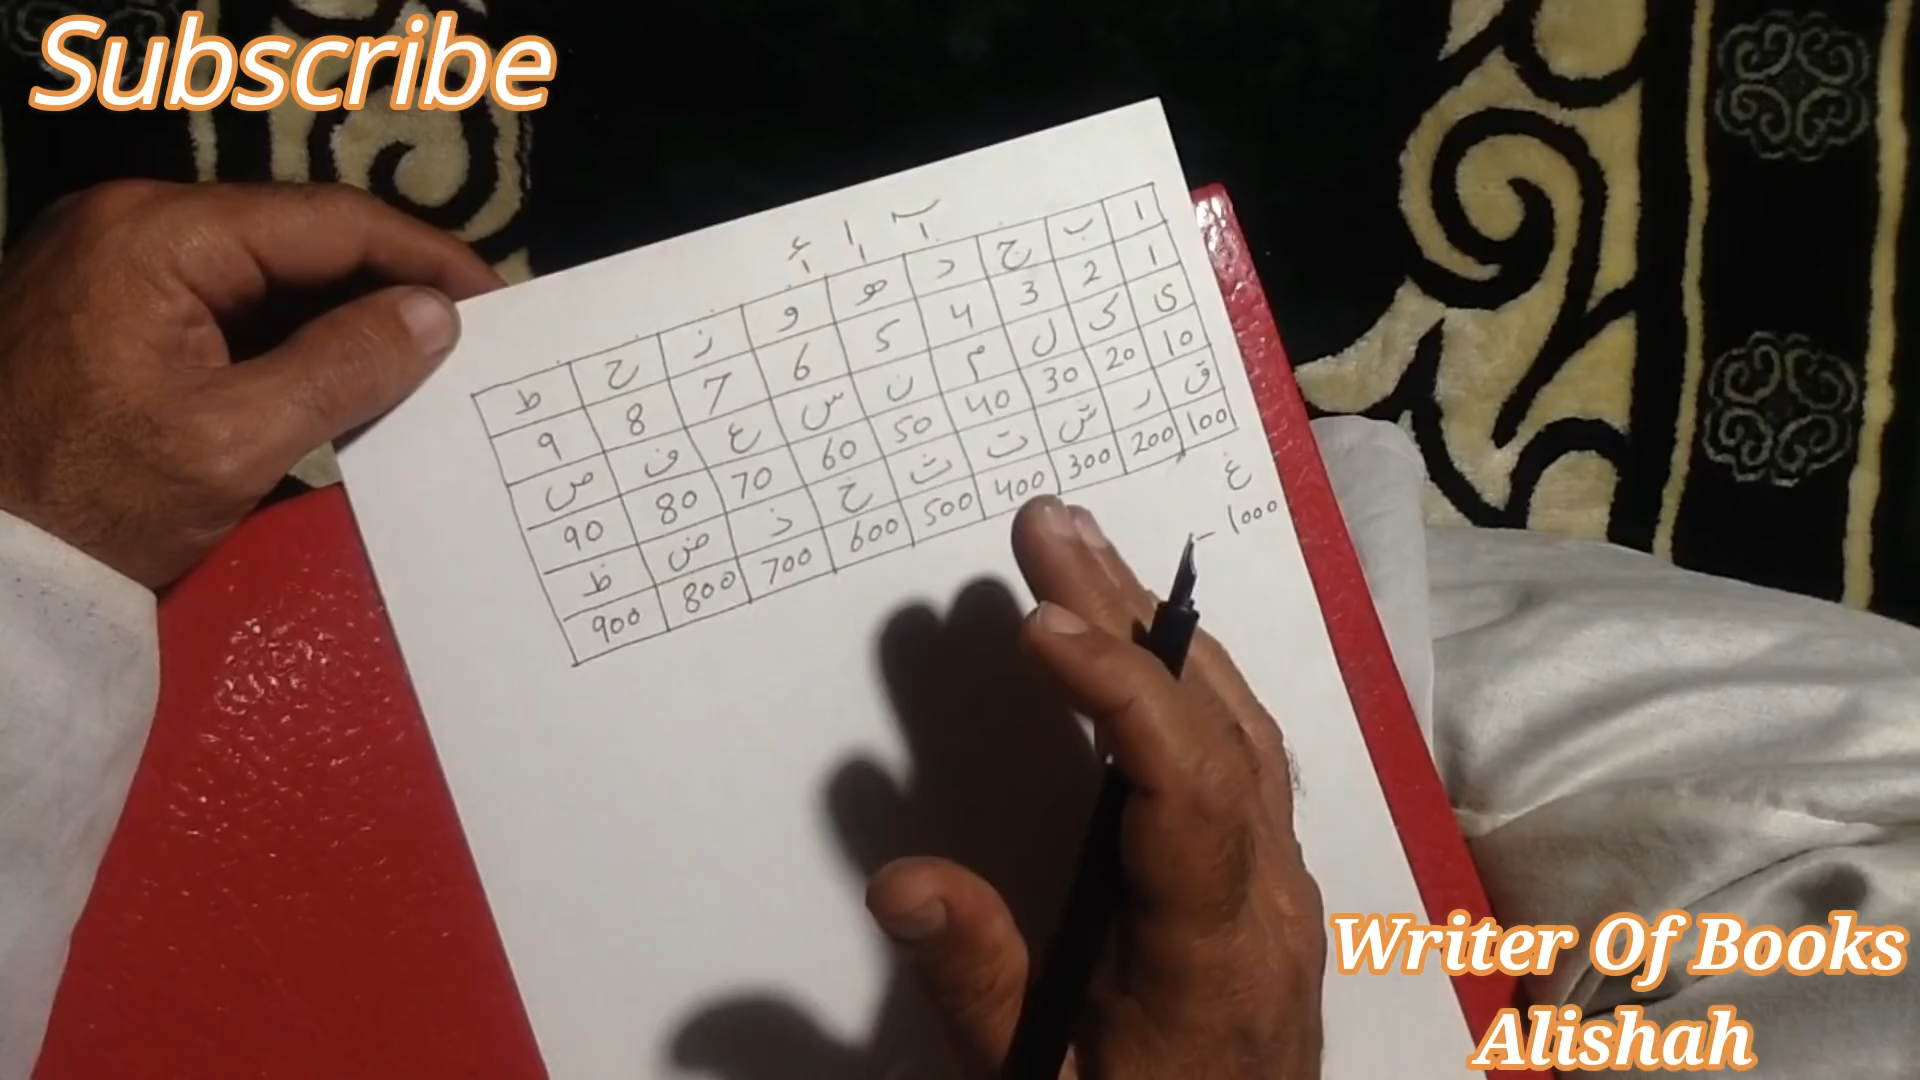 Subscribe
آ ا أ
ا ب ج د ھ و ز ح ط
1 2 3 4 5 6 7 8 9
ی ک ل م ن س ع ف ص
10 20 30 40 50 60 70 80 90
ق ر ش ت ث خ ذ ض ظ
100 200 300 400 500 600 700 800 900
غ
1000
Writer Of Books
Alishah